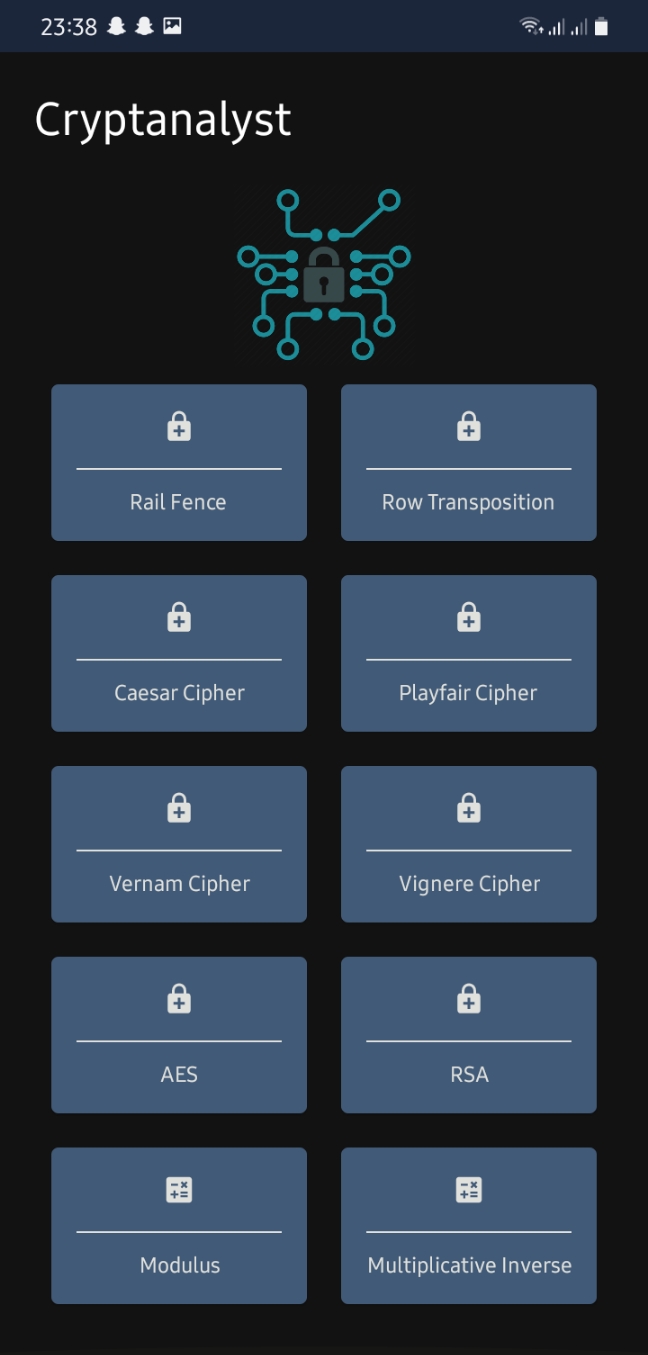 23:38
Cryptanalyst
Rail Fence
Row Transposition
Caesar Cipher
Playfair Cipher
Vernam Cipher
Vignere Cipher
AES
RSA
Modulus
Multiplicative Inverse